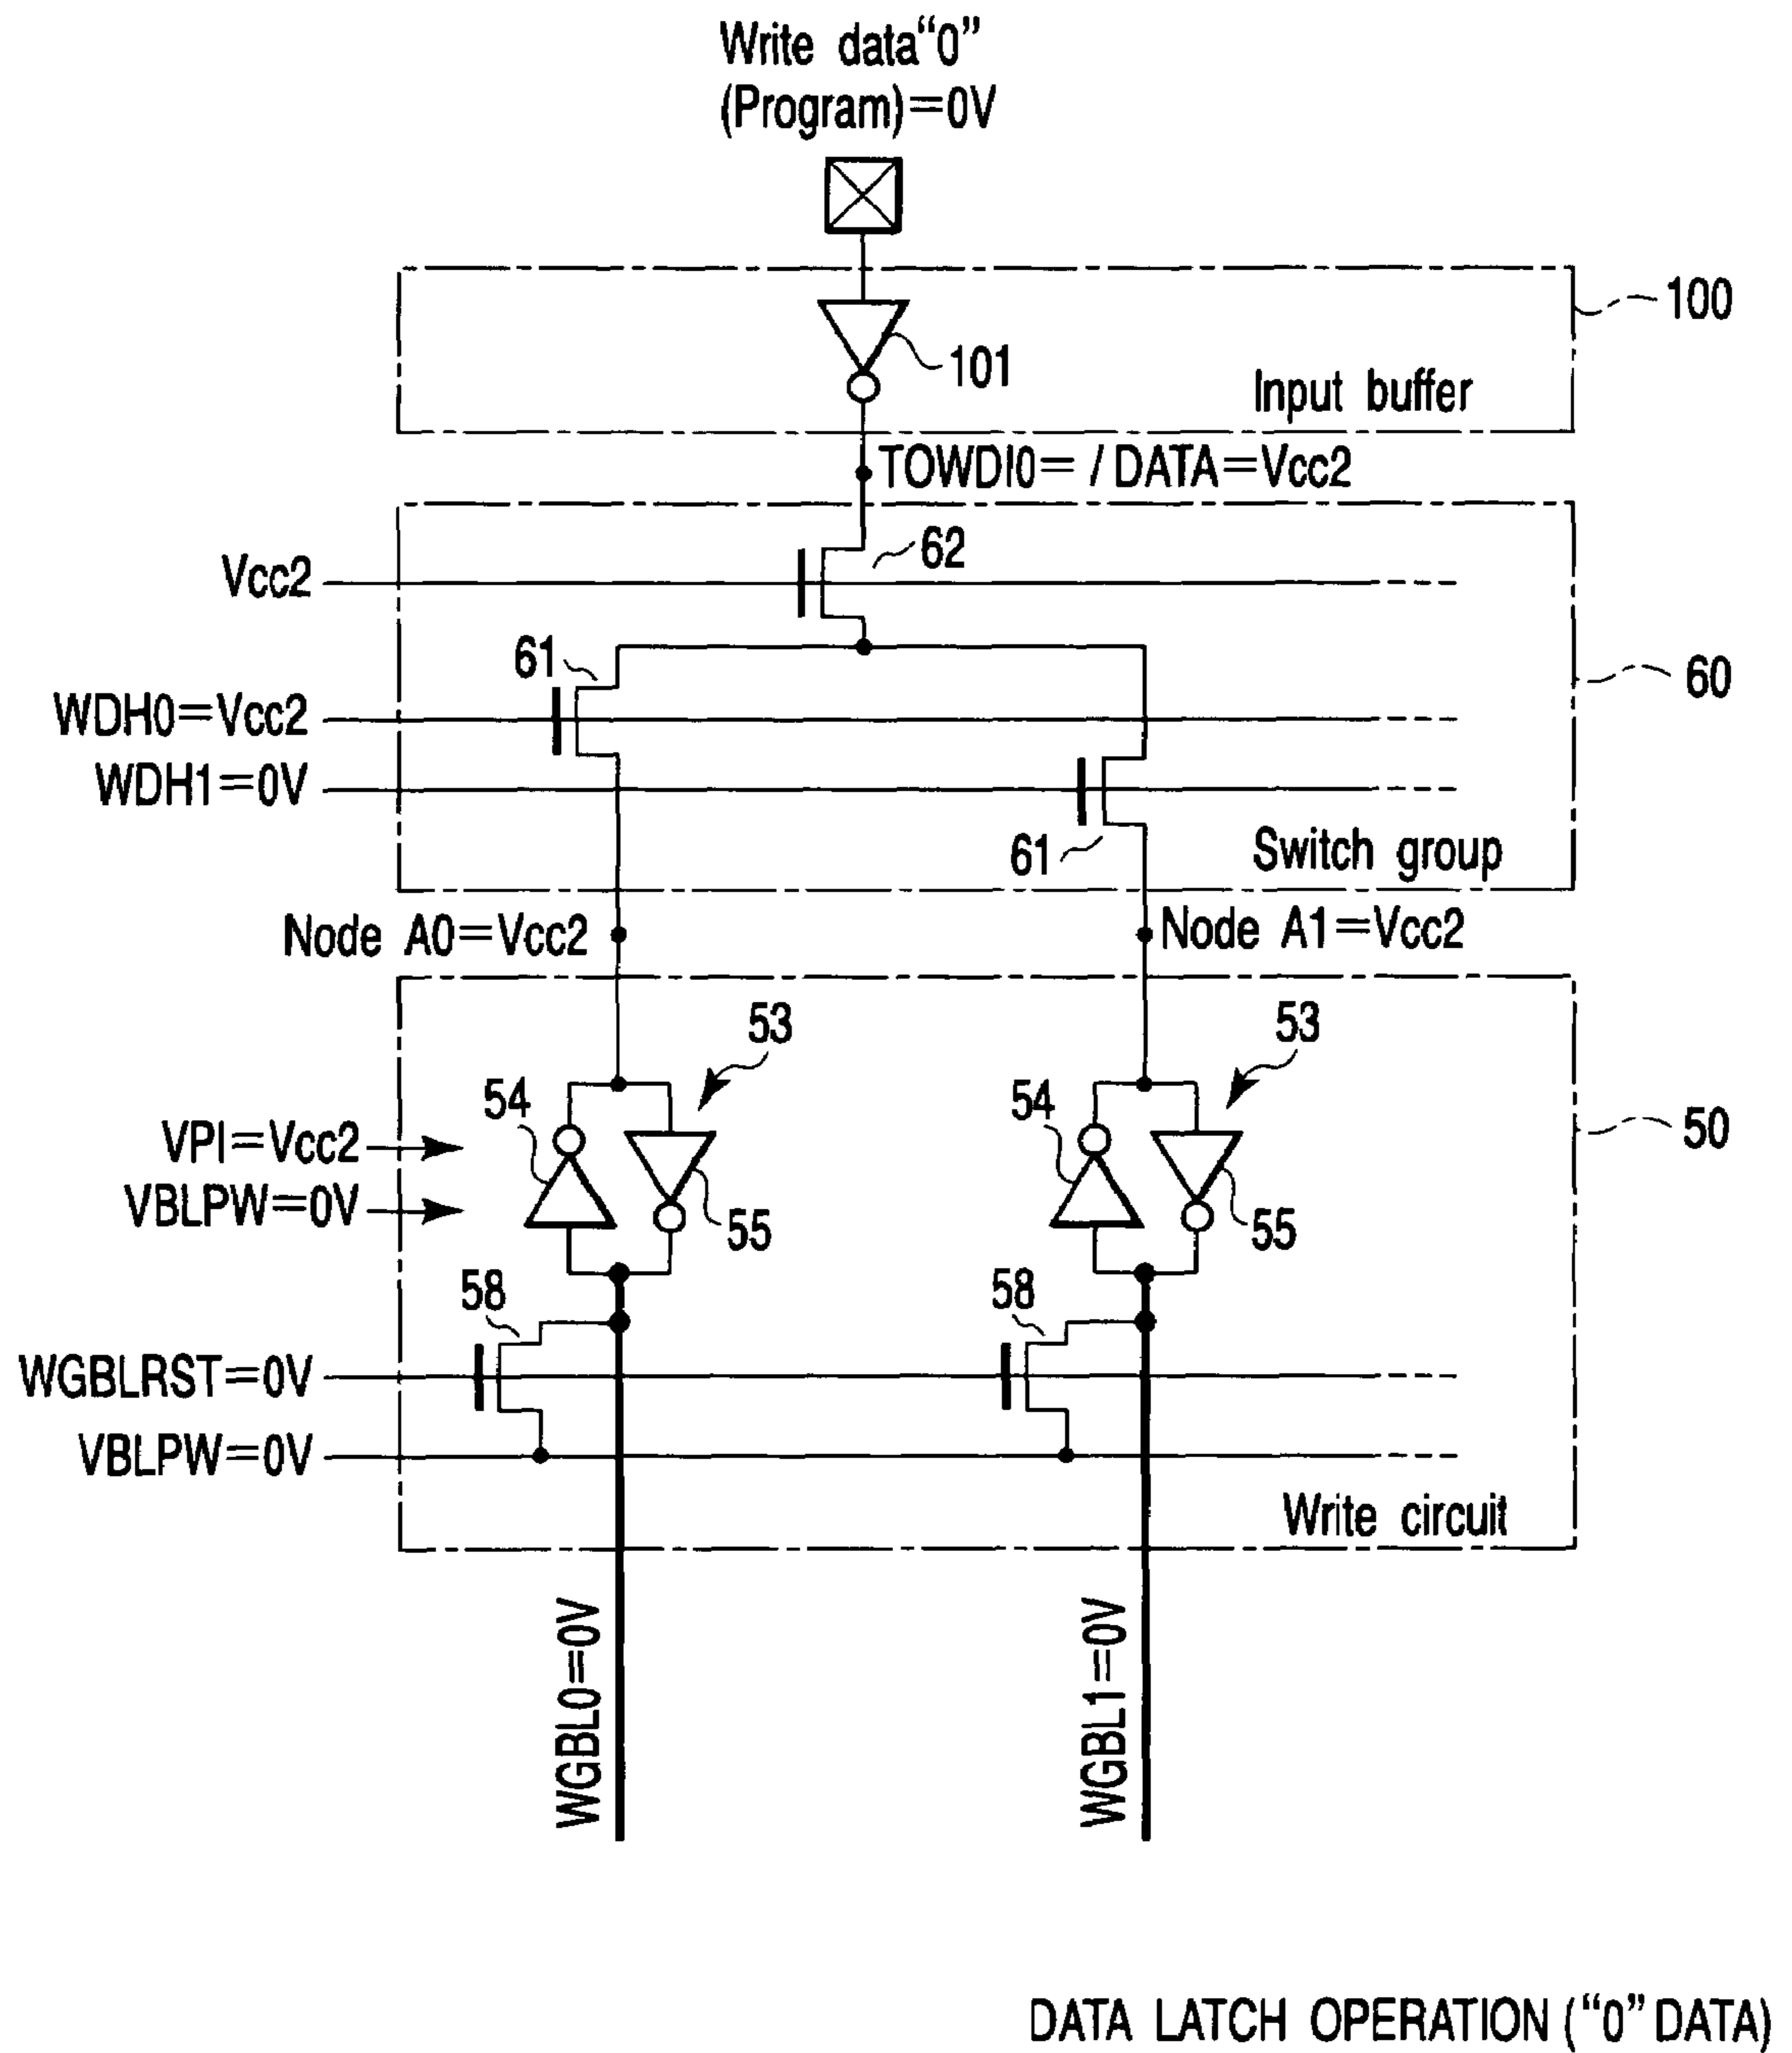 Write data“0”
(Program)=0V
100
101
Input buffer
TOWDI0= / DATA=Vcc2
62
Vcc2
61
60
WDH0=Vcc2
WDH1=0V
61
Switch group
Node A0=Vcc2
Node A1=Vcc2
53
53
54
54
50
VPI=Vcc2
VBLPW=0V
55
55
58
58
WGBLRST=0V
VBLPW=0V
Write circuit
WGBL0=0V
WGBL1=0V
DATA LATCH OPERATION (“0” DATA)